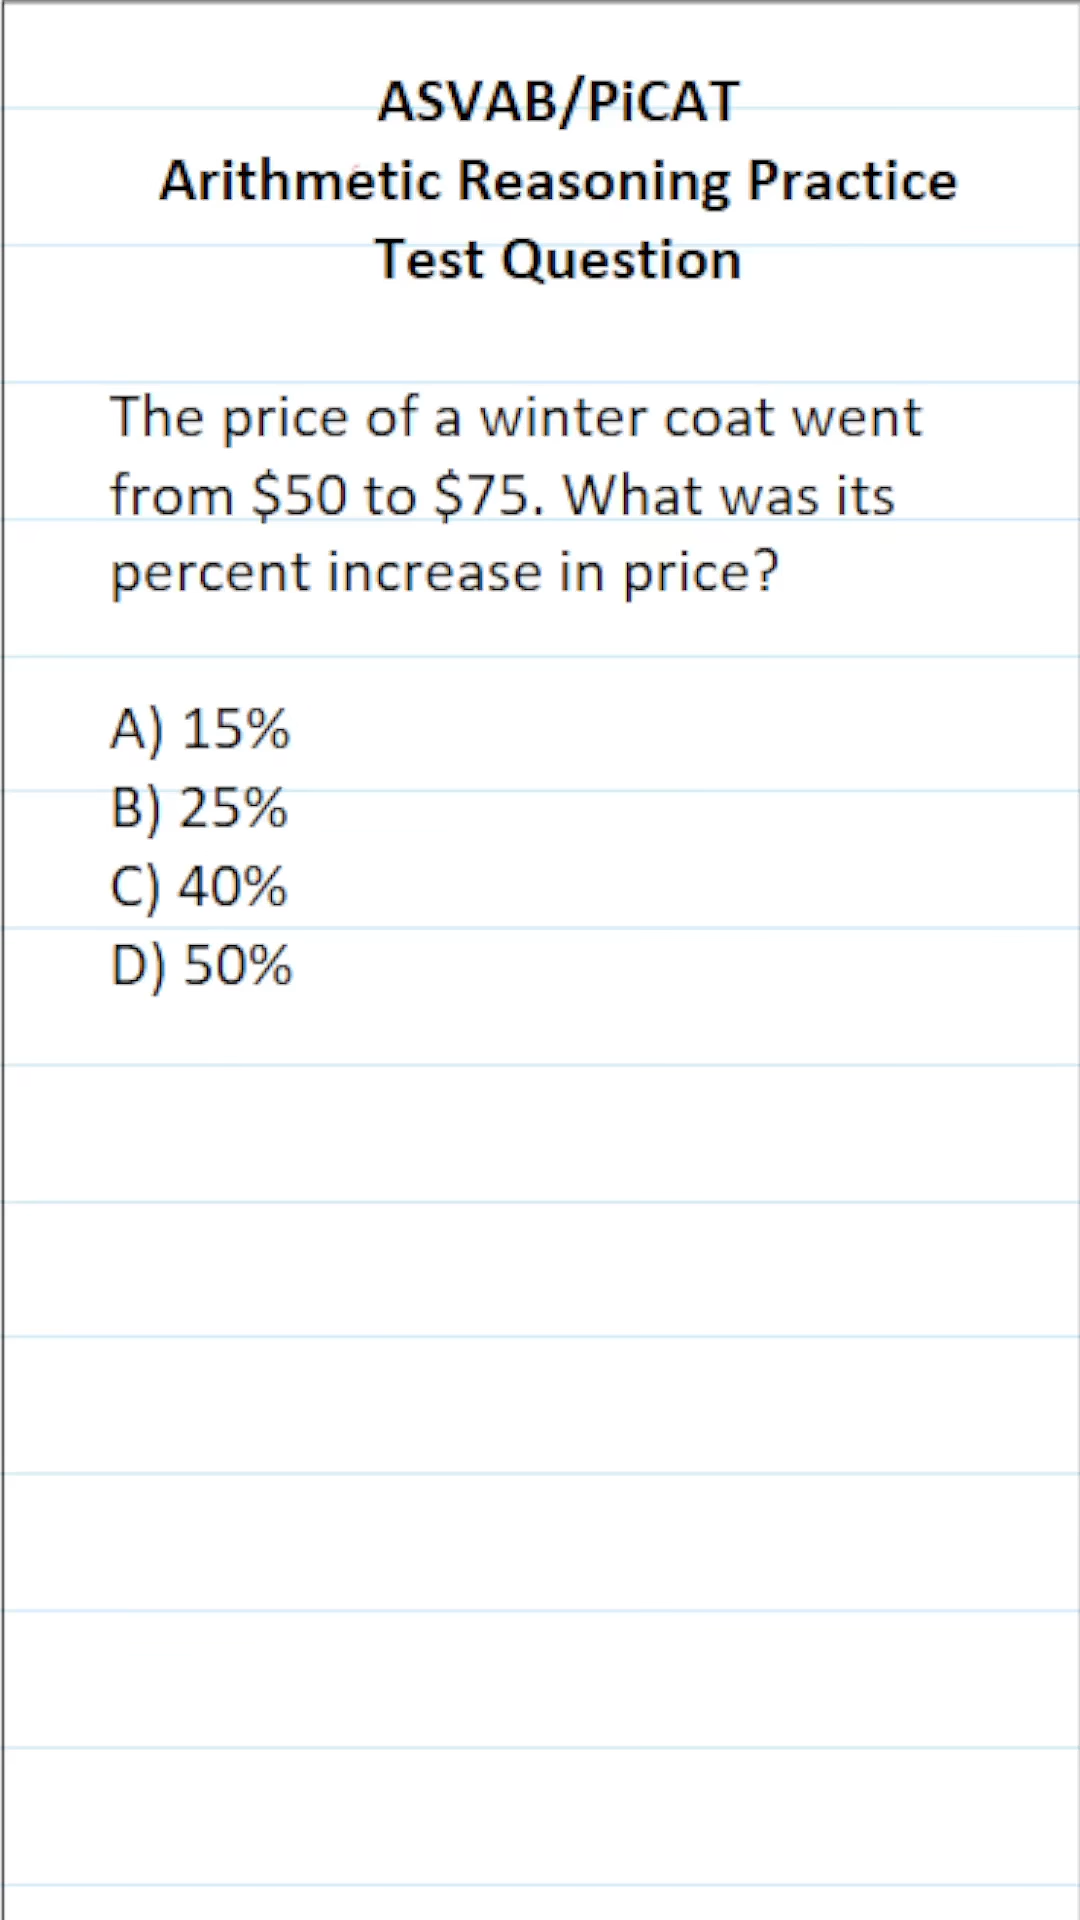 ASVAB/PiCAT
Arithmetic Reasoning Practice
Test Question
The price of a winter coat went
from $50 to $75. What was its
percent increase in price?
A) 15%
B) 25%
C) 40%
D) 50%